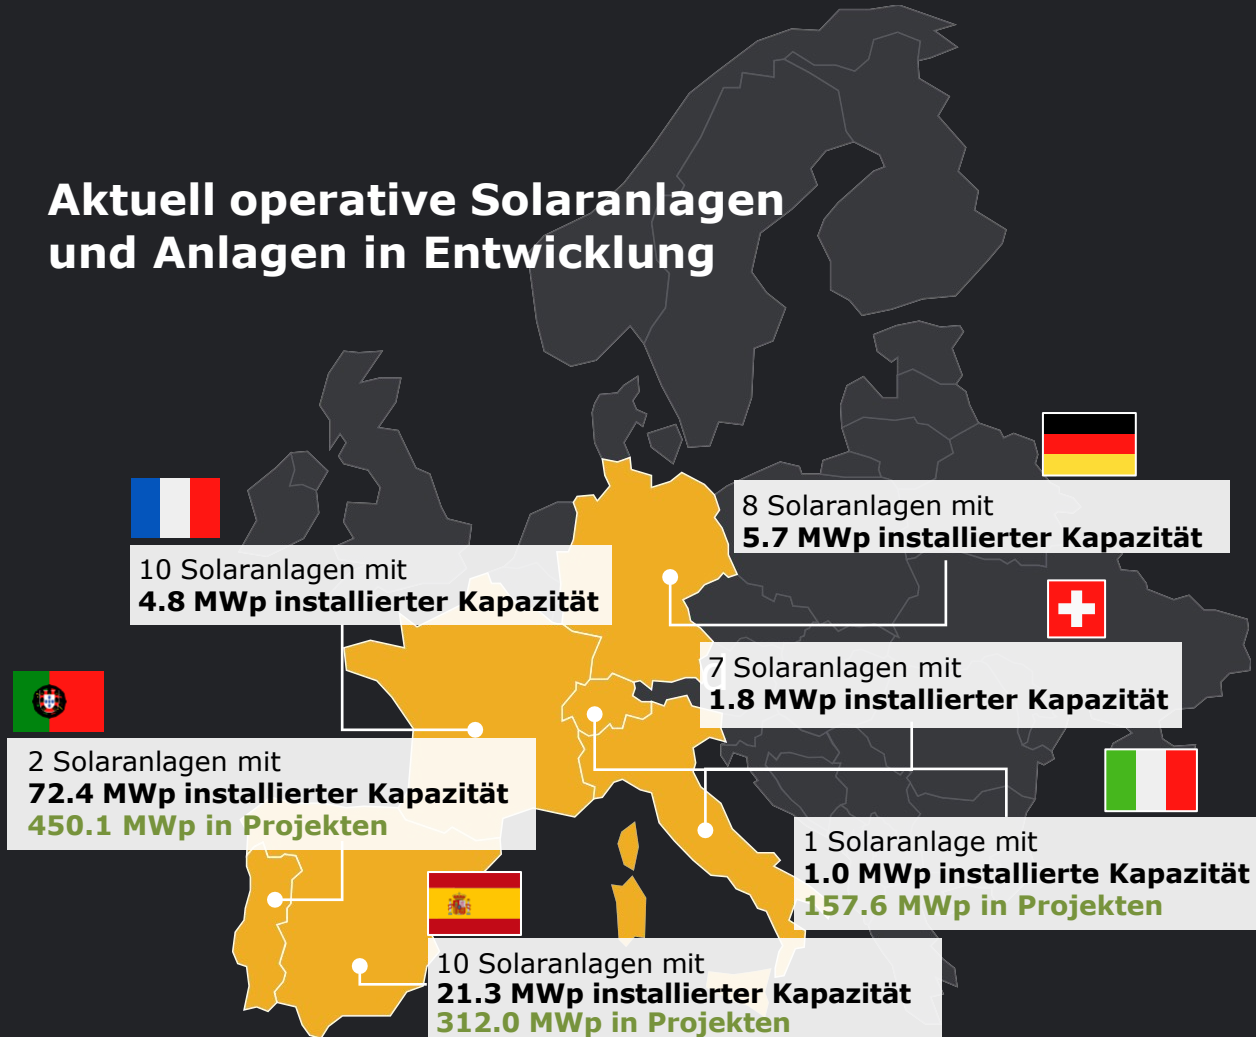 Aktuell operative Solaranlagen
und Anlagen in Entwicklung
8 Solaranlagen mit
5.7 MWp installierter Kapazität
10 Solaranlagen mit
4.8 MWp installierter Kapazität
7 Solaranlagen mit
1.8 MWp installierter Kapazität
2 Solaranlagen mit
72.4 MWp installierter Kapazität
450.1 MWp in Projekten
1 Solaranlage mit
1.0 MWp installierte Kapazität
157.6 MWp in Projekten
10 Solaranlagen mit
21.3 MWp installierter Kapazität
312.0 MWp in Projekten